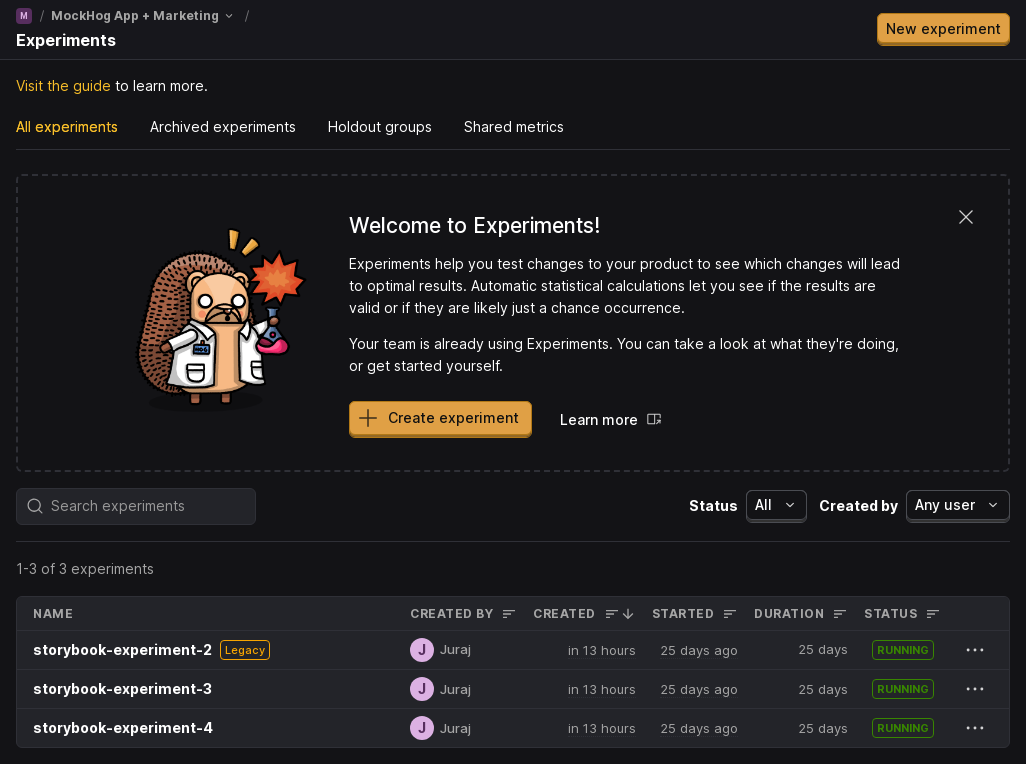 M / MockHog App + Marketing /
Experiments
New experiment
Visit the guide to learn more.
All experiments Archived experiments Holdout groups Shared metrics
Welcome to Experiments!
Experiments help you test changes to your product to see which changes will lead
to optimal results. Automatic statistical calculations let you see if the results are
valid or if they are likely just a chance occurrence.
Your team is already using Experiments. You can take a look at what they're doing,
or get started yourself.
Create experiment Learn more
Search experiments Status All Created by Any user
1-3 of 3 experiments
NAME CREATED BY CREATED STARTED DURATION STATUS
storybook-experiment-2 Legacy J Juraj in 13 hours 25 days ago 25 days RUNNING
storybook-experiment-3 J Juraj in 13 hours 25 days ago 25 days RUNNING
storybook-experiment-4 J Juraj in 13 hours 25 days ago 25 days RUNNING